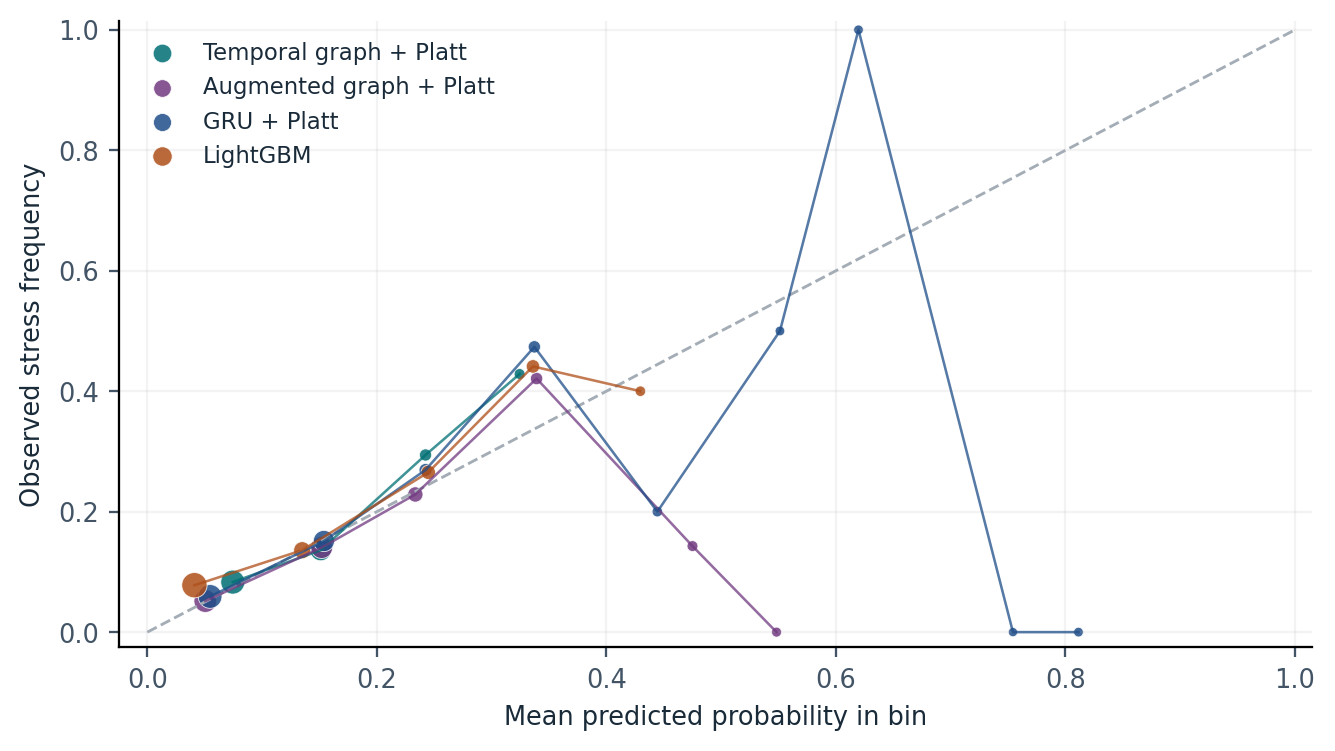 1.0
0.8
0.6
0.4
0.2
0.0
Observed stress frequency
Temporal graph + Platt
Augmented graph + Platt
GRU + Platt
LightGBM
0.0 0.2 0.4 0.6 0.8 1.0
Mean predicted probability in bin